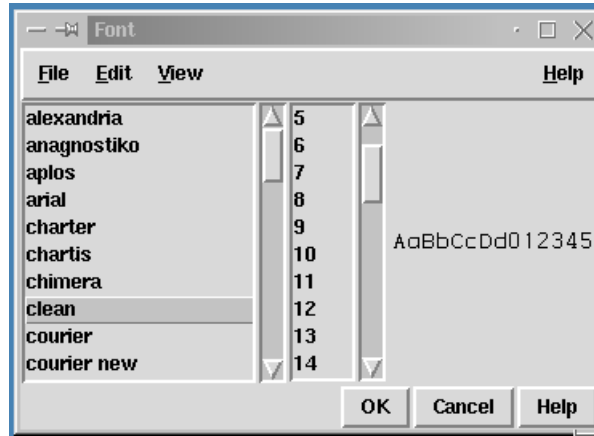 Font
File Edit View Help
alexandria
anagnostiko
aplos
arial
charter
chartis
chimera
clean
courier
courier new
5
6
7
8
9
10
11
12
13
14
AaBbCcDd012345
OK Cancel Help